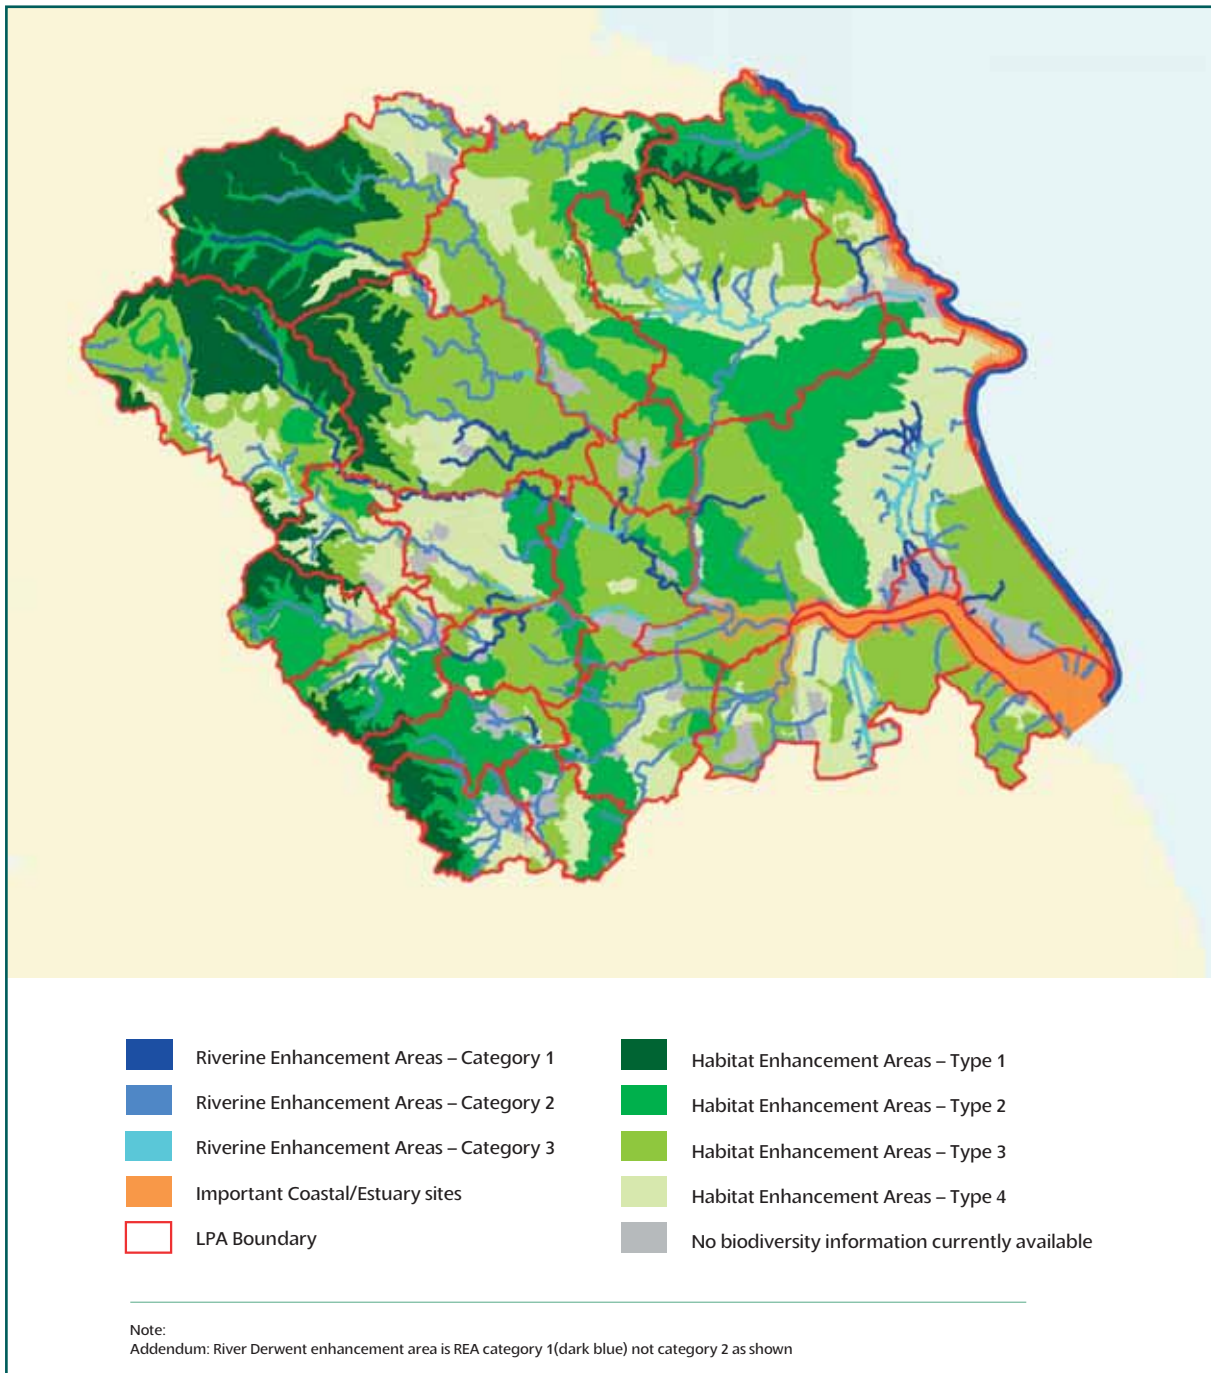 Riverine Enhancement Areas – Category 1
Riverine Enhancement Areas – Category 2
Riverine Enhancement Areas – Category 3
Important Coastal/Estuary sites
LPA Boundary
Habitat Enhancement Areas – Type 1
Habitat Enhancement Areas – Type 2
Habitat Enhancement Areas – Type 3
Habitat Enhancement Areas – Type 4
No biodiversity information currently available
Note:
Addendum: River Derwent enhancement area is REA category 1(dark blue) not category 2 as shown